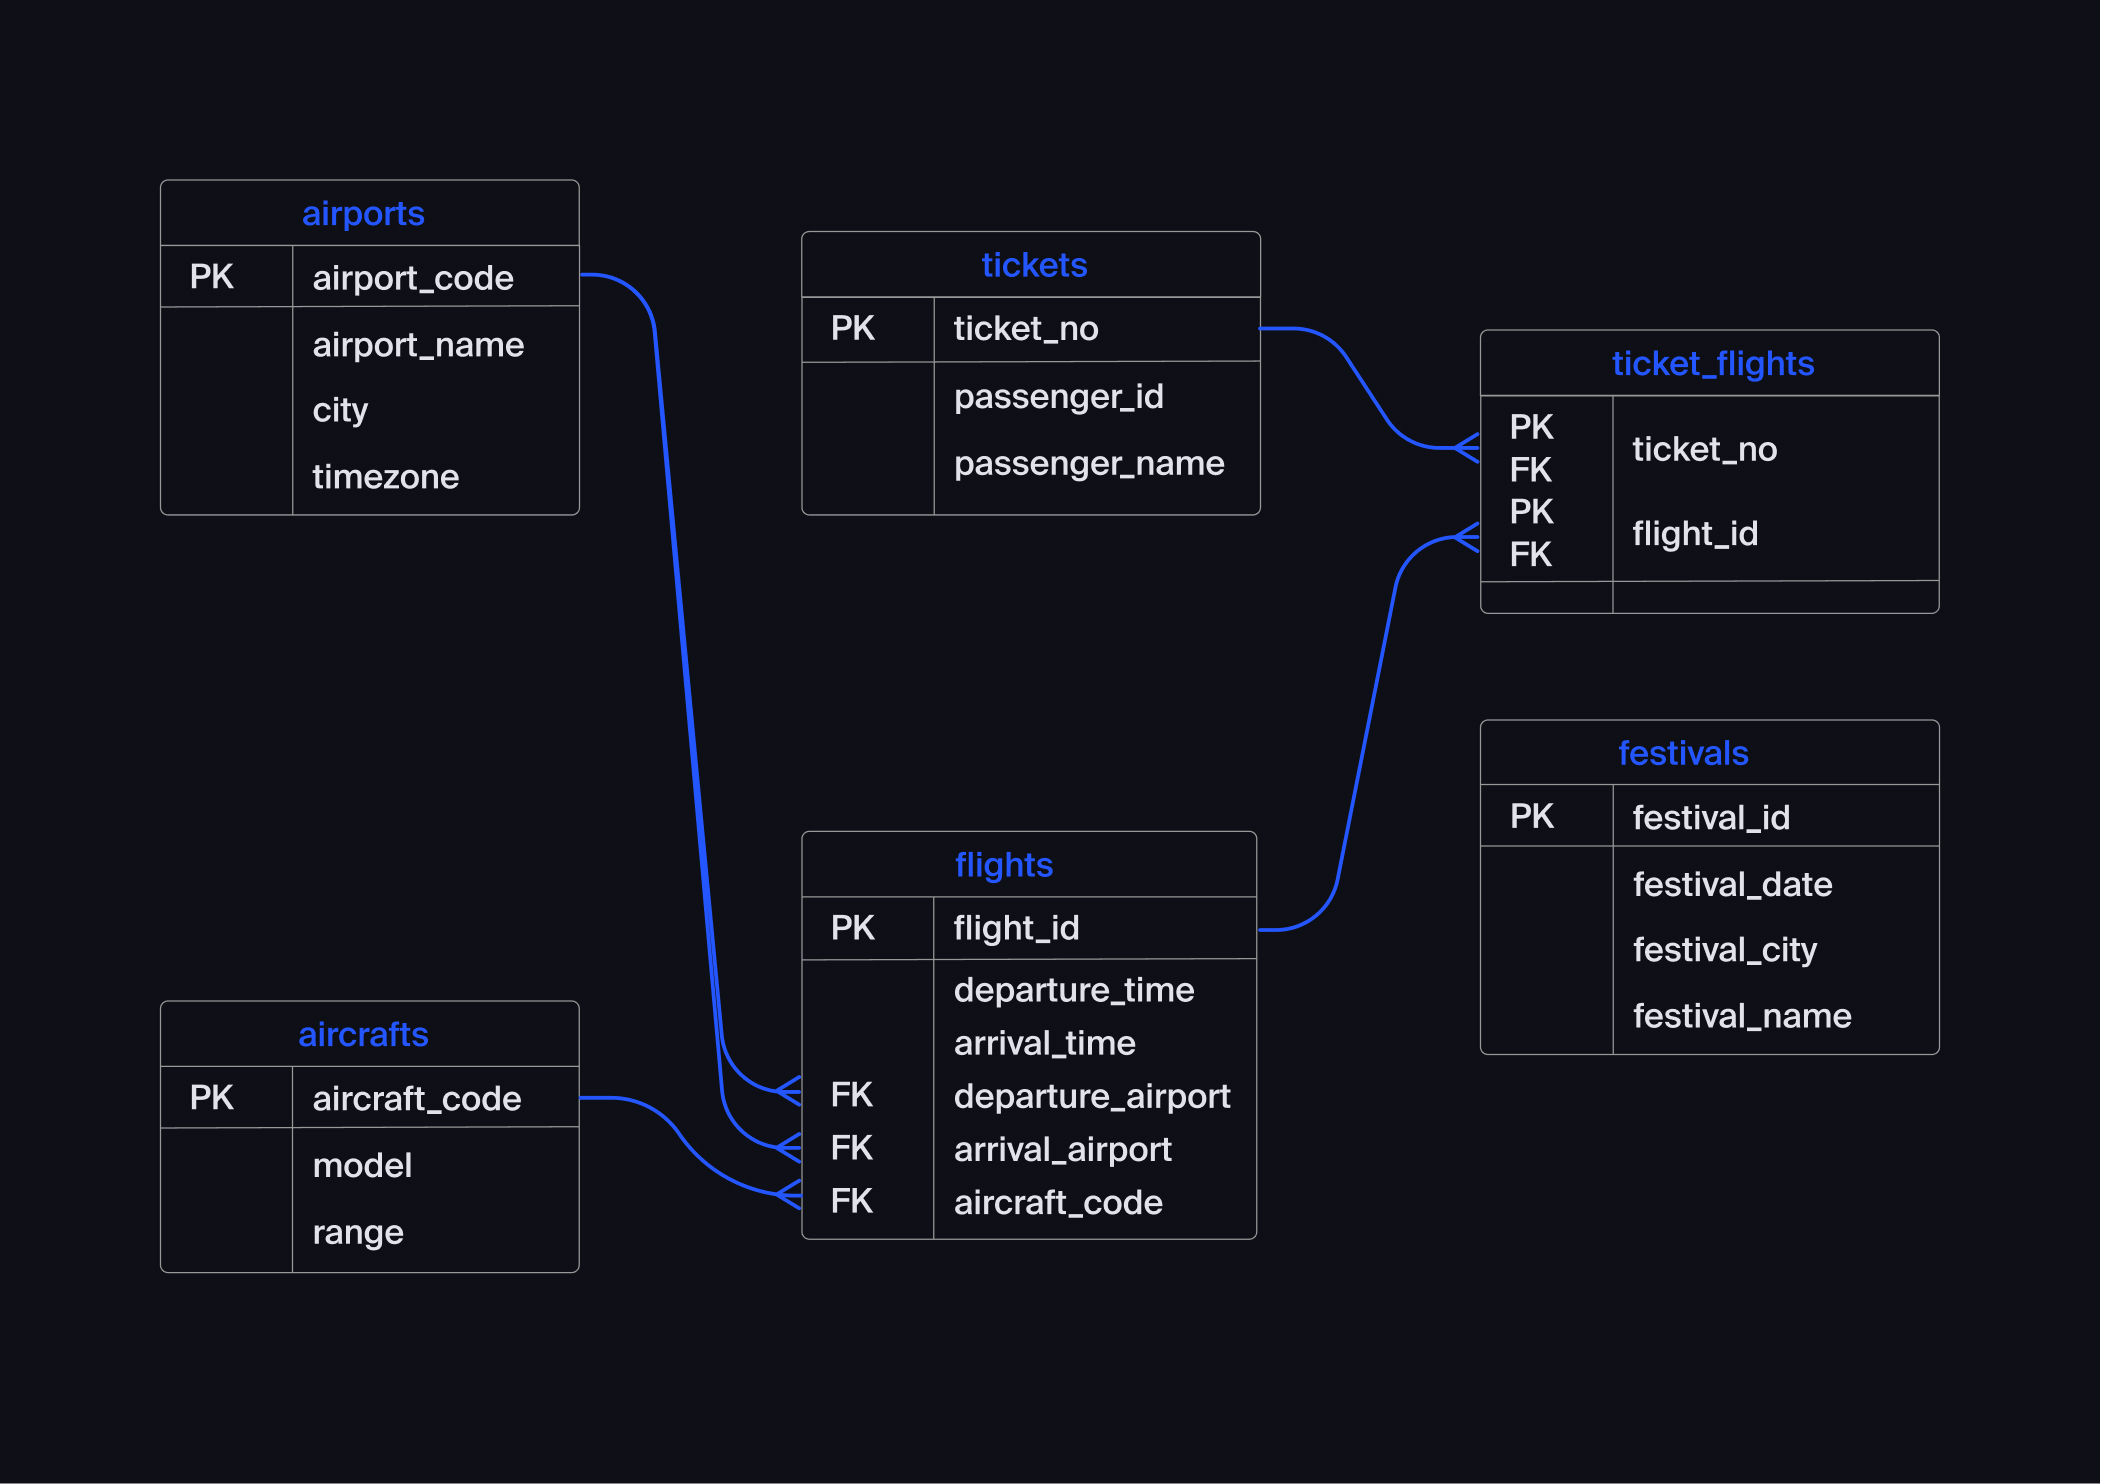 airports
PK airport_code
airport_name
city
timezone
tickets
PK ticket_no
passenger_id
passenger_name
ticket_flights
PK
FK
ticket_no
PK
FK
flight_id
festivals
PK festival_id
festival_date
festival_city
festival_name
flights
PK flight_id
departure_time
arrival_time
FK departure_airport
FK arrival_airport
FK aircraft_code
aircrafts
PK aircraft_code
model
range